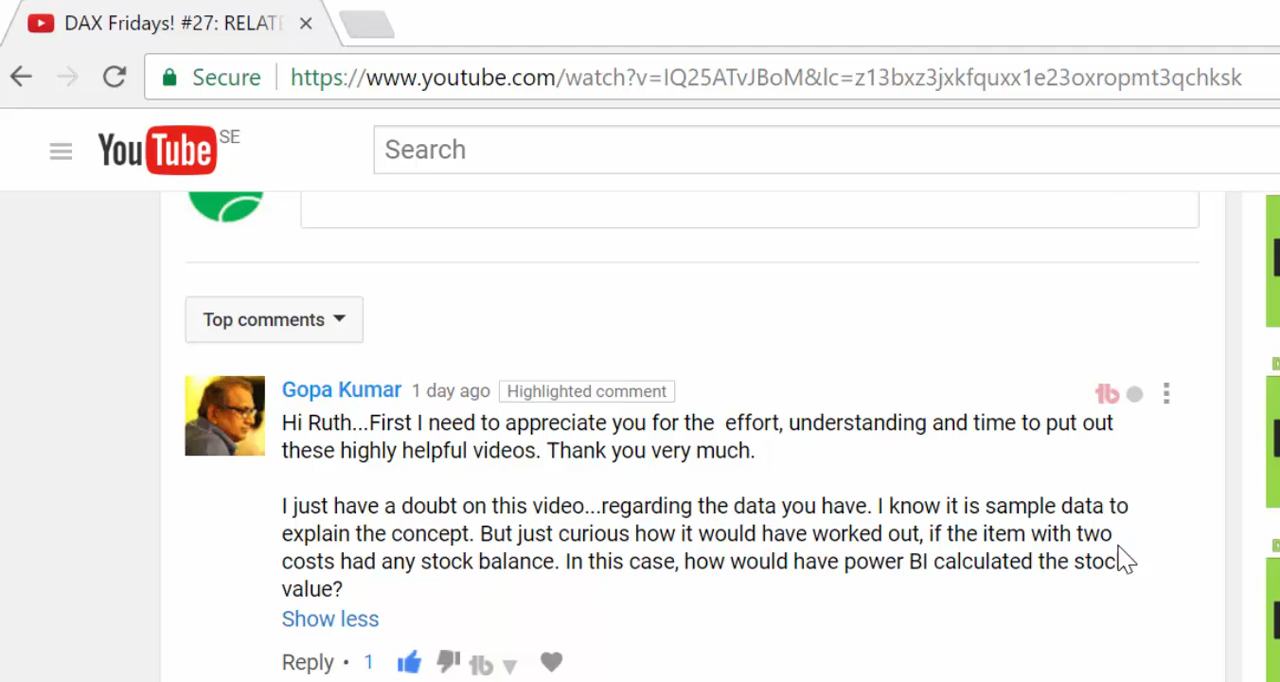 DAX Fridays! #27: RELATE
Secure
https://www.youtube.com/watch?v=IQ25ATvJBoM&lc=z13bxz3jxkfquxx1e23oxropmt3qchksk
YouTube SE
Search
Top comments
Gopa Kumar 1 day ago Highlighted comment
Hi Ruth...First I need to appreciate you for the effort, understanding and time to put out
these highly helpful videos. Thank you very much.
I just have a doubt on this video...regarding the data you have. I know it is sample data to
explain the concept. But just curious how it would have worked out, if the item with two
costs had any stock balance. In this case, how would have power BI calculated the stock
value?
Show less
Reply • 1